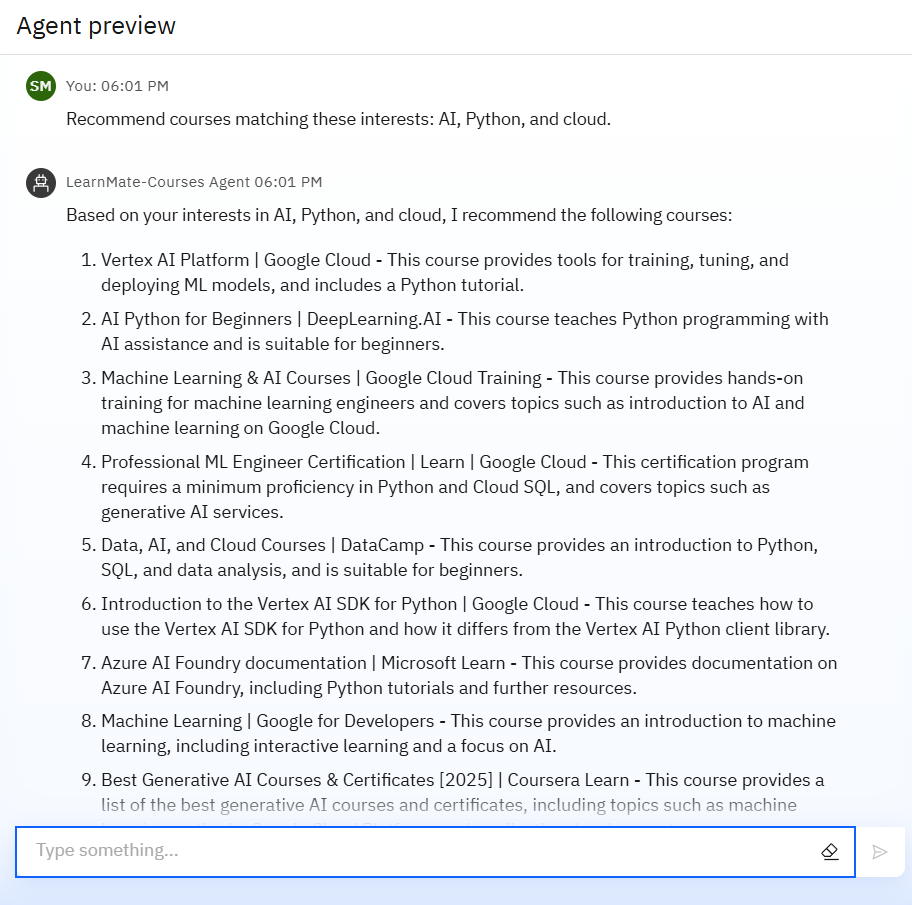 Agent preview
SM
You: 06:01 PM
Recommend courses matching these interests: AI, Python, and cloud.
LearnMate-Courses Agent 06:01 PM
Based on your interests in AI, Python, and cloud, I recommend the following courses:
1. Vertex AI Platform | Google Cloud - This course provides tools for training, tuning, and
deploying ML models, and includes a Python tutorial.
2. AI Python for Beginners | DeepLearning.AI - This course teaches Python programming with
AI assistance and is suitable for beginners.
3. Machine Learning & AI Courses | Google Cloud Training - This course provides hands-on
training for machine learning engineers and covers topics such as introduction to AI and
machine learning on Google Cloud.
4. Professional ML Engineer Certification | Learn | Google Cloud - This certification program
requires a minimum proficiency in Python and Cloud SQL, and covers topics such as
generative AI services.
5. Data, AI, and Cloud Courses | DataCamp - This course provides an introduction to Python,
SQL, and data analysis, and is suitable for beginners.
6. Introduction to the Vertex AI SDK for Python | Google Cloud - This course teaches how to
use the Vertex AI SDK for Python and how it differs from the Vertex AI Python client library.
7. Azure AI Foundry documentation | Microsoft Learn - This course provides documentation on
Azure AI Foundry, including Python tutorials and further resources.
8. Machine Learning | Google for Developers - This course provides an introduction to machine
learning, including interactive learning and a focus on AI.
9. Best Generative AI Courses & Certificates [2025] | Coursera Learn - This course provides a
list of the best generative AI courses and certificates, including topics such as machine
Type something...